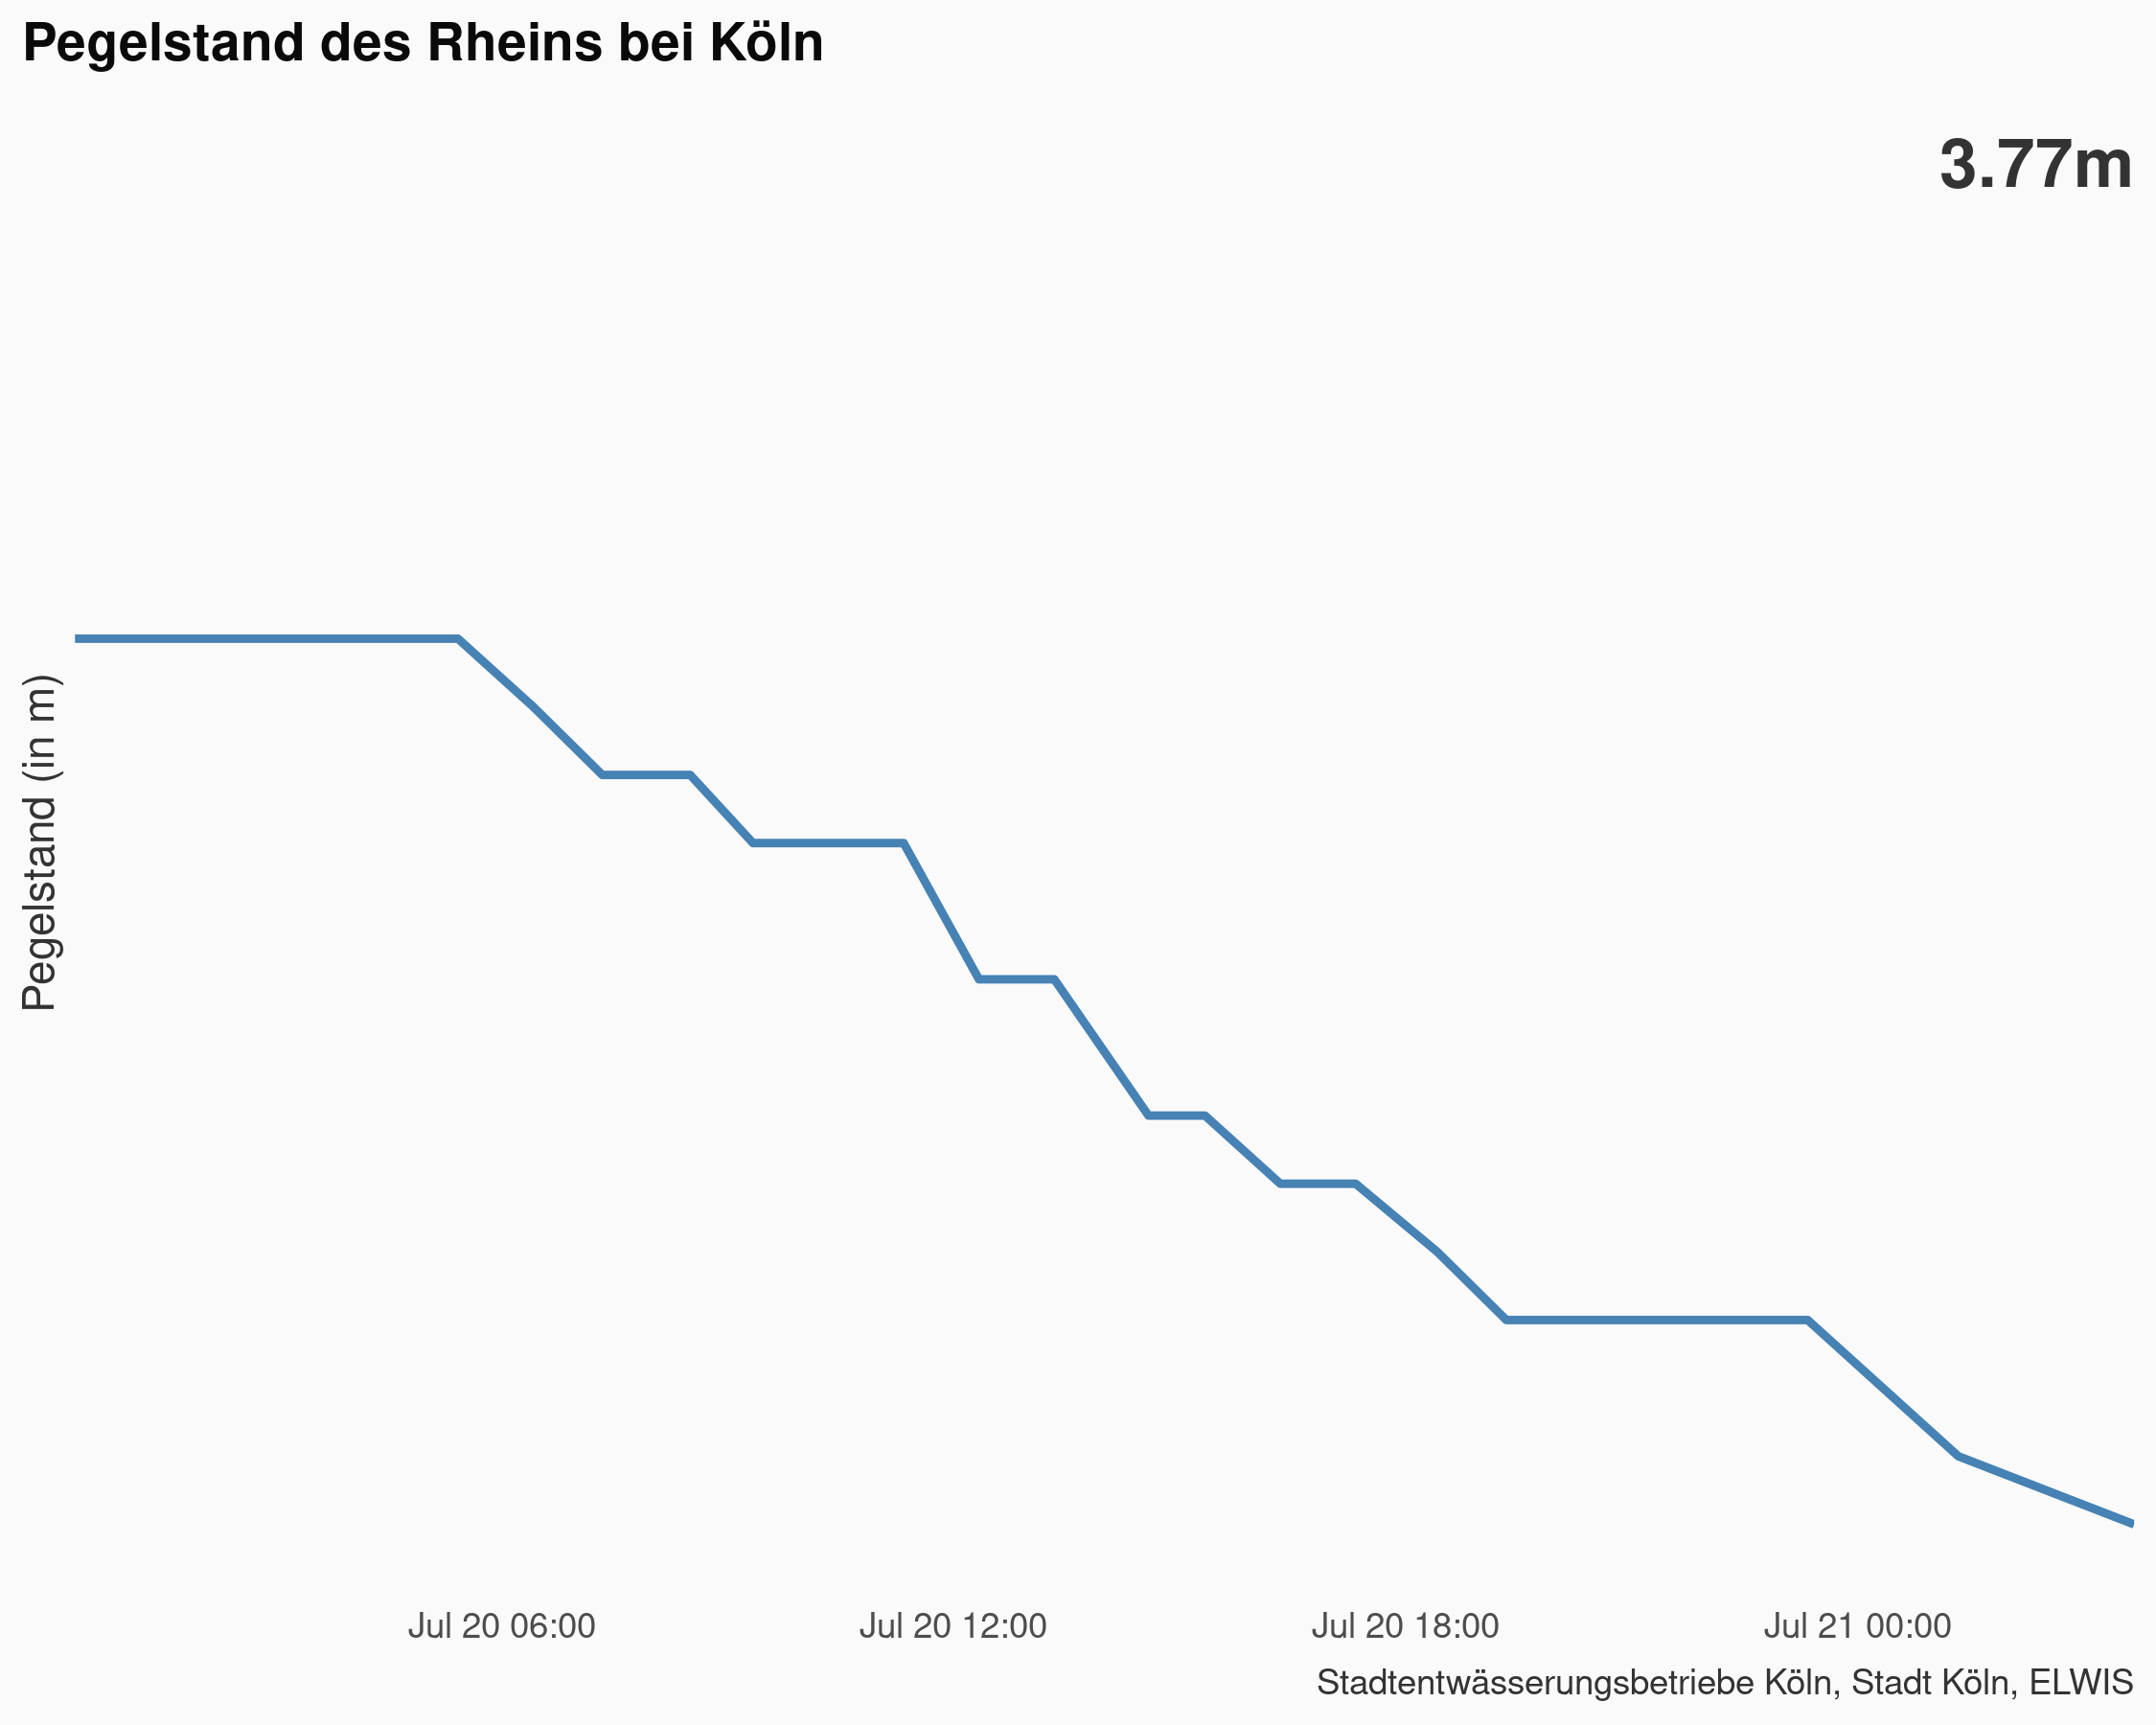 Pegelstand des Rheins bei Köln
3.77m
Pegelstand (in m)
Jul 20 06:00
Jul 20 12:00
Jul 20 18:00
Jul 21 00:00
Stadtentwässerungsbetriebe Köln, Stadt Köln, ELWIS